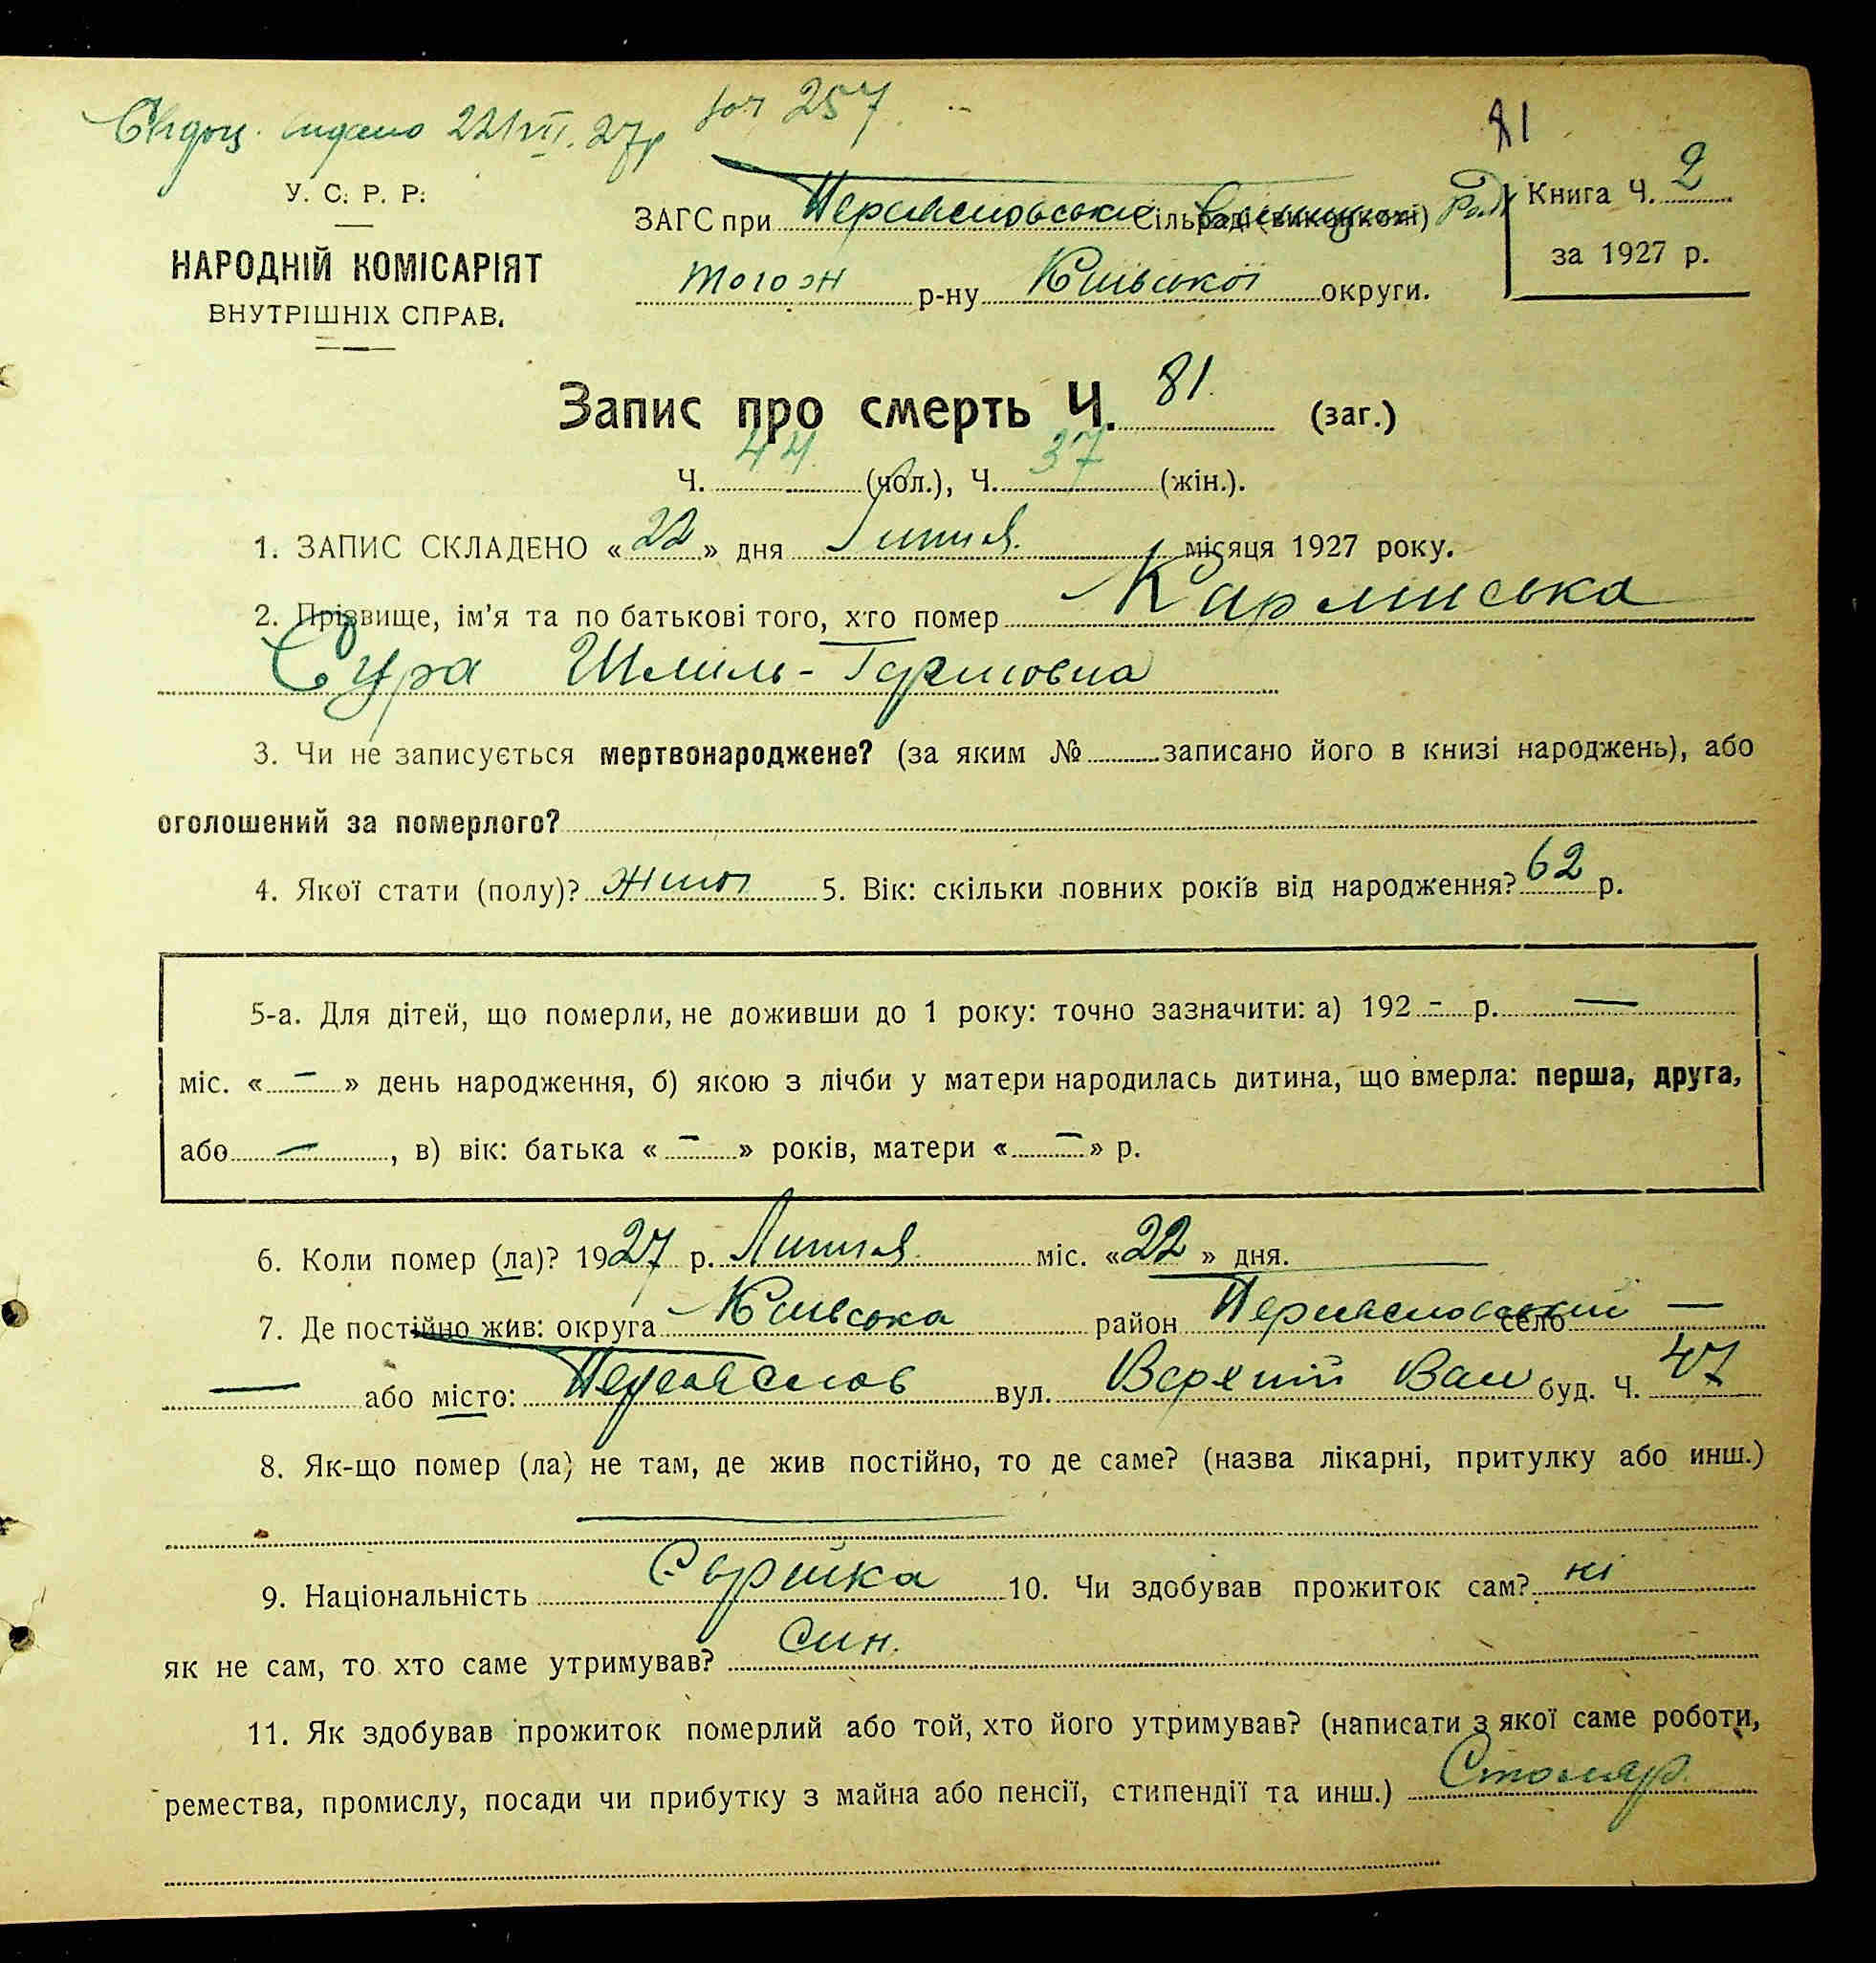 видано 22/VII. 27р 257
81
У. С. Р. Р.
НАРОДНІЙ КОМІСАРІЯТ
ВНУТРІШНІХ СПРАВ.
ЗАГС при Переяслівській Сільраді (виконкомі)
того ж р-ну Київської округи.
Книга Ч. 2
за 1927 р.
Запис про смерть Ч. 81 (заг.)
Ч. 44 (чол.), Ч. 37 (жін.).
1. ЗАПИС СКЛАДЕНО «22» дня Липня місяця 1927 року.
2. Прізвище, ім'я та по батькові того, хто помер Карлинська
Сура Шмиль-Гершовна
3. Чи не записується мертвонароджене? (за яким № записано його в книзі народжень), або
оголошений за померлого?
4. Якої стати (полу)? жіноч 5. Вік: скільки повних років від народження? 62 р.
5-а. Для дітей, що померли, не доживши до 1 року: точно зазначити: а) 192 - р. —
міс. « — » день народження, б) якою з лічби у матери народилась дитина, що вмерла: перша, друга,
або —, в) вік: батька « — » років, матери « — » р.
6. Коли помер (ла)? 1927 р. Липня міс. «22» дня.
7. Де постійно жив: округа Київська район Переяславський село —
— або місто: Переяслов вул. Верхній Вал буд. Ч. 47
8. Як-що помер (ла) не там, де жив постійно, то де саме? (назва лікарні, притулку або инш.)
9. Національність Єврейка 10. Чи здобував прожиток сам? ні
як не сам, то хто саме утримував? Син.
11. Як здобував прожиток померлий або той, хто його утримував? (написати з якої саме роботи,
ремества, промислу, посади чи прибутку з майна або пенсії, стипендії та инш.) Столяр.